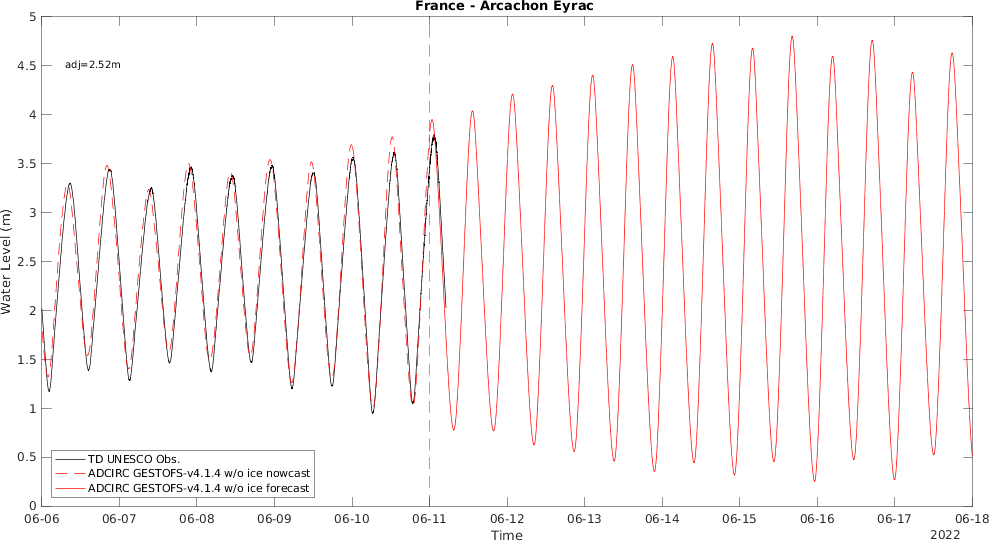 France - Arcachon Eyrac
5
adj=2.52m
4.5
4
3.5
3
2.5
2
1.5
1
0.5
0
Water Level (m)
TD UNESCO Obs.
ADCIRC GESTOFS-v4.1.4 w/o ice nowcast
ADCIRC GESTOFS-v4.1.4 w/o ice forecast
06-06 06-07 06-08 06-09 06-10 06-11 06-12 06-13 06-14 06-15 06-16 06-17 06-18
Time
2022